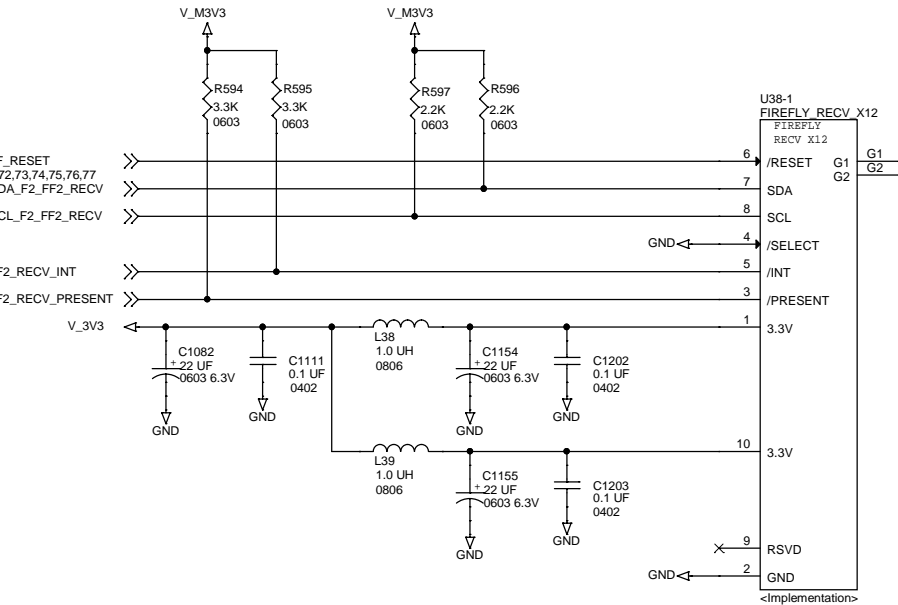 V_M3V3
V_M3V3
R594
3.3K
0603
R595
3.3K
0603
R597
2.2K
0603
R596
2.2K
0603
U38-1
FIREFLY_RECV_X12
FIREFLY
RECV X12
F_RESET
72,73,74,75,76,77
DA_F2_FF2_RECV
CL_F2_FF2_RECV
F2_RECV_INT
F2_RECV_PRESENT
6
/RESET
G1
G1
G2
G2
7
SDA
8
SCL
GND
4
/SELECT
5
/INT
3
/PRESENT
V_3V3
1
3.3V
L38
1.0 UH
0806
C1082
+ 22 UF
0603 6.3V
GND
C1111
0.1 UF
0402
GND
C1154
+ 22 UF
0603 6.3V
GND
C1202
0.1 UF
0402
GND
10
3.3V
L39
1.0 UH
0806
C1155
+ 22 UF
0603 6.3V
GND
C1203
0.1 UF
0402
GND
9
RSVD
GND
2
GND
<Implementation>